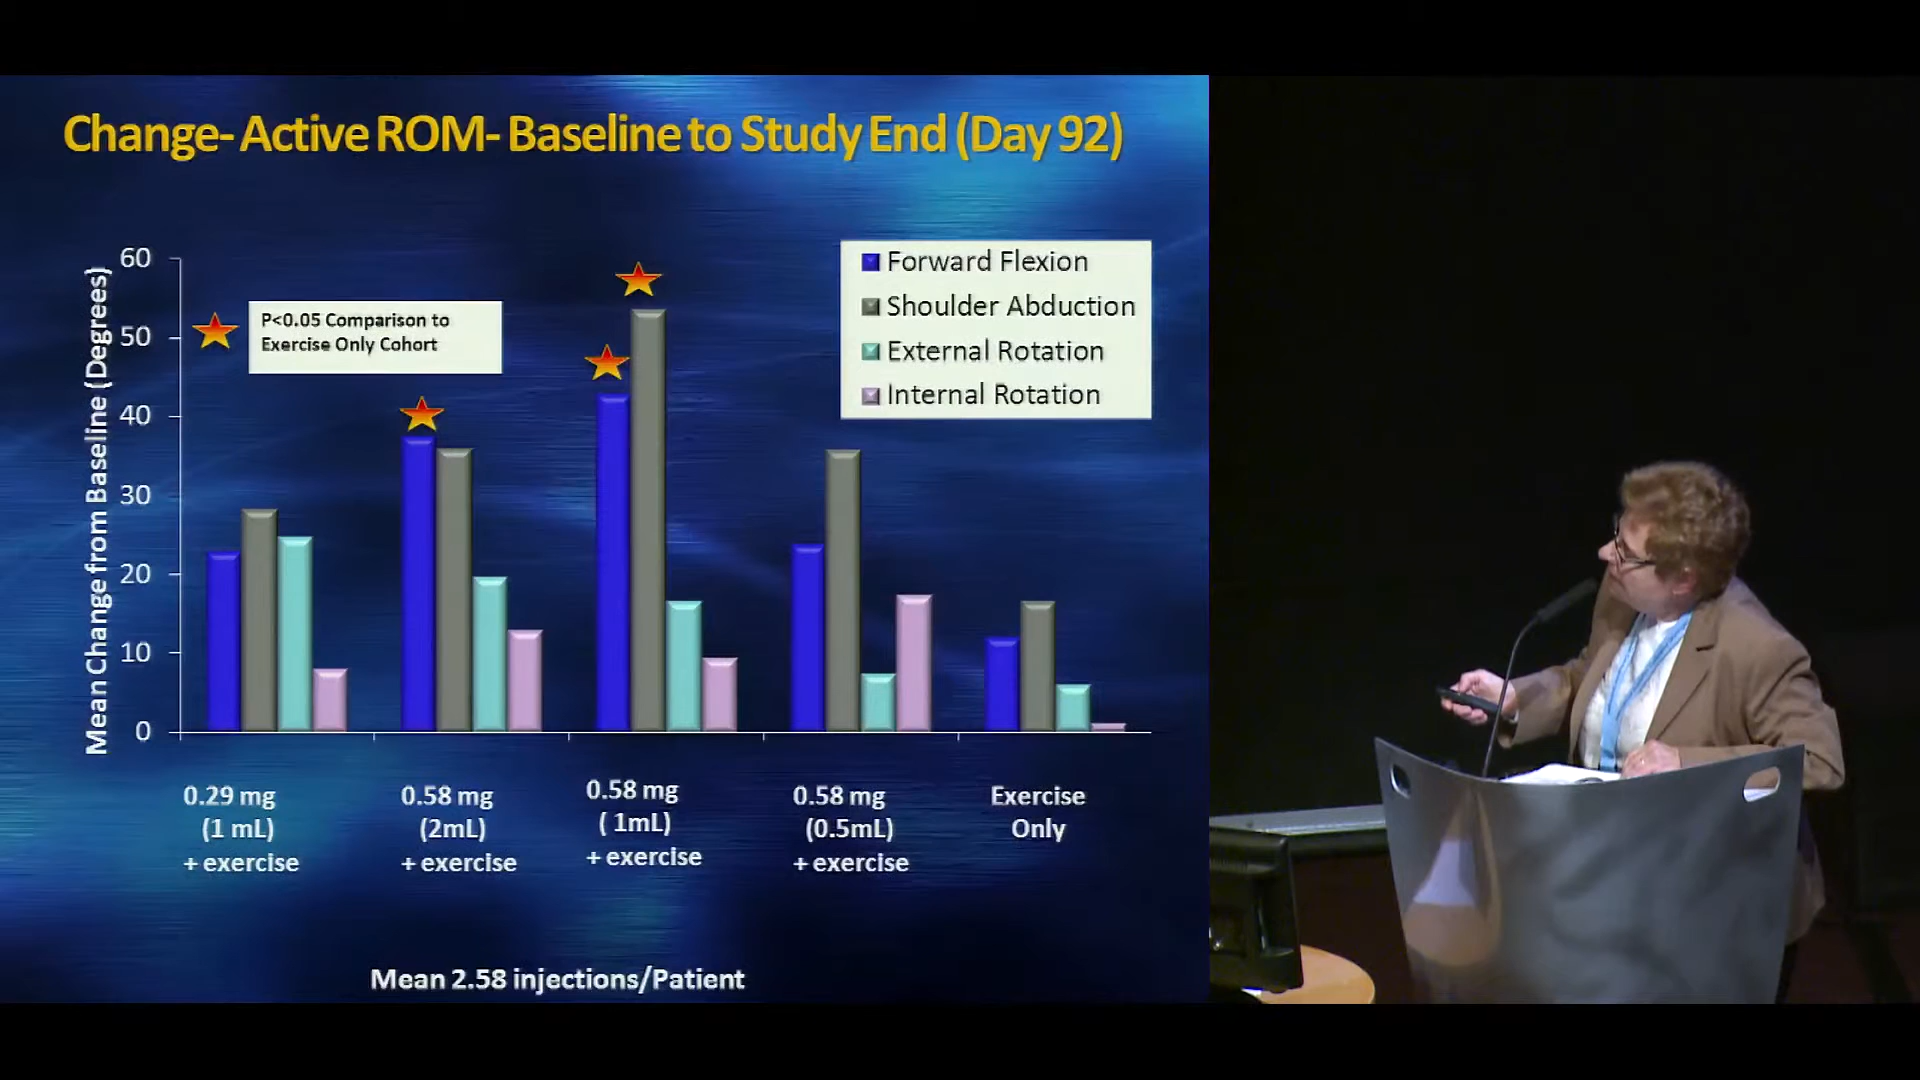 Change- Active ROM- Baseline to Study End (Day 92)
Mean Change from Baseline (Degrees)
60
50
40
30
20
10
0
P<0.05 Comparison to
Exercise Only Cohort
Forward Flexion
Shoulder Abduction
External Rotation
Internal Rotation
0.29 mg
(1 mL)
+ exercise
0.58 mg
(2mL)
+ exercise
0.58 mg
( 1mL)
+ exercise
0.58 mg
(0.5mL)
+ exercise
Exercise
Only
Mean 2.58 injections/Patient